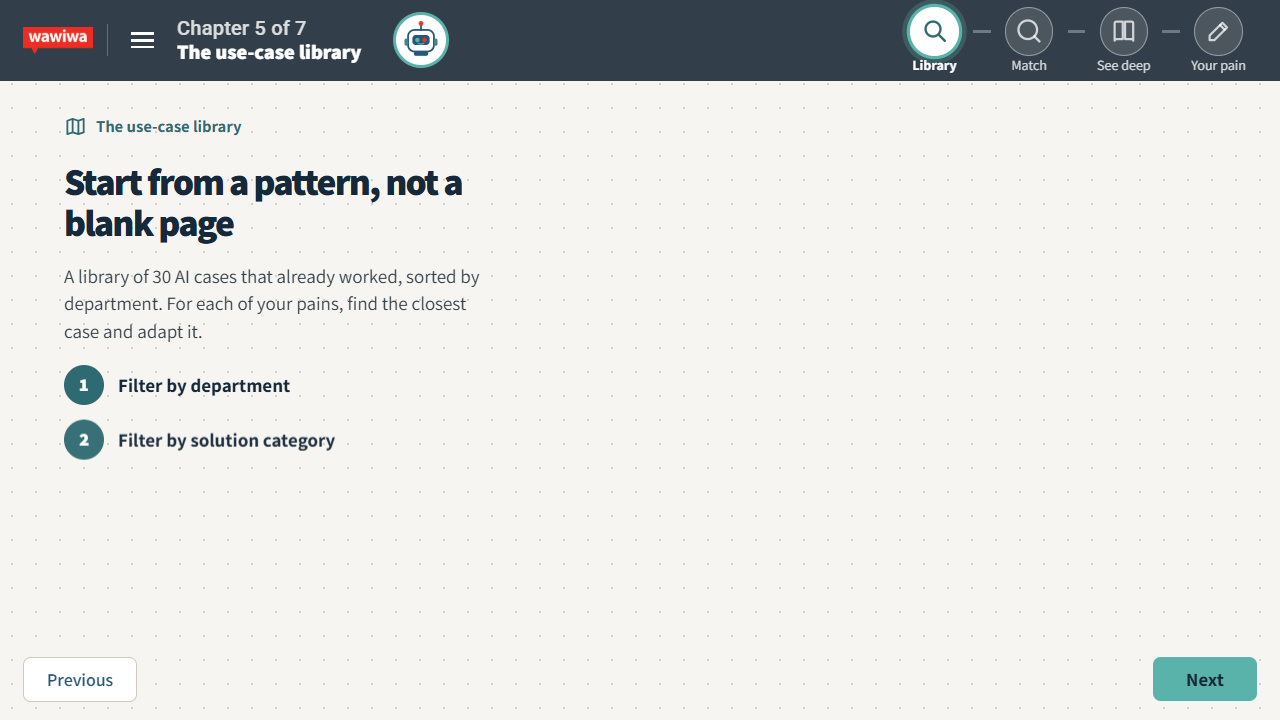 wawiwa
Chapter 5 of 7
The use-case library
Library
Match
See deep
Your pain
The use-case library
Start from a pattern, not a
blank page
A library of 30 AI cases that already worked, sorted by
department. For each of your pains, find the closest
case and adapt it.
1 Filter by department
2 Filter by solution category
Previous
Next